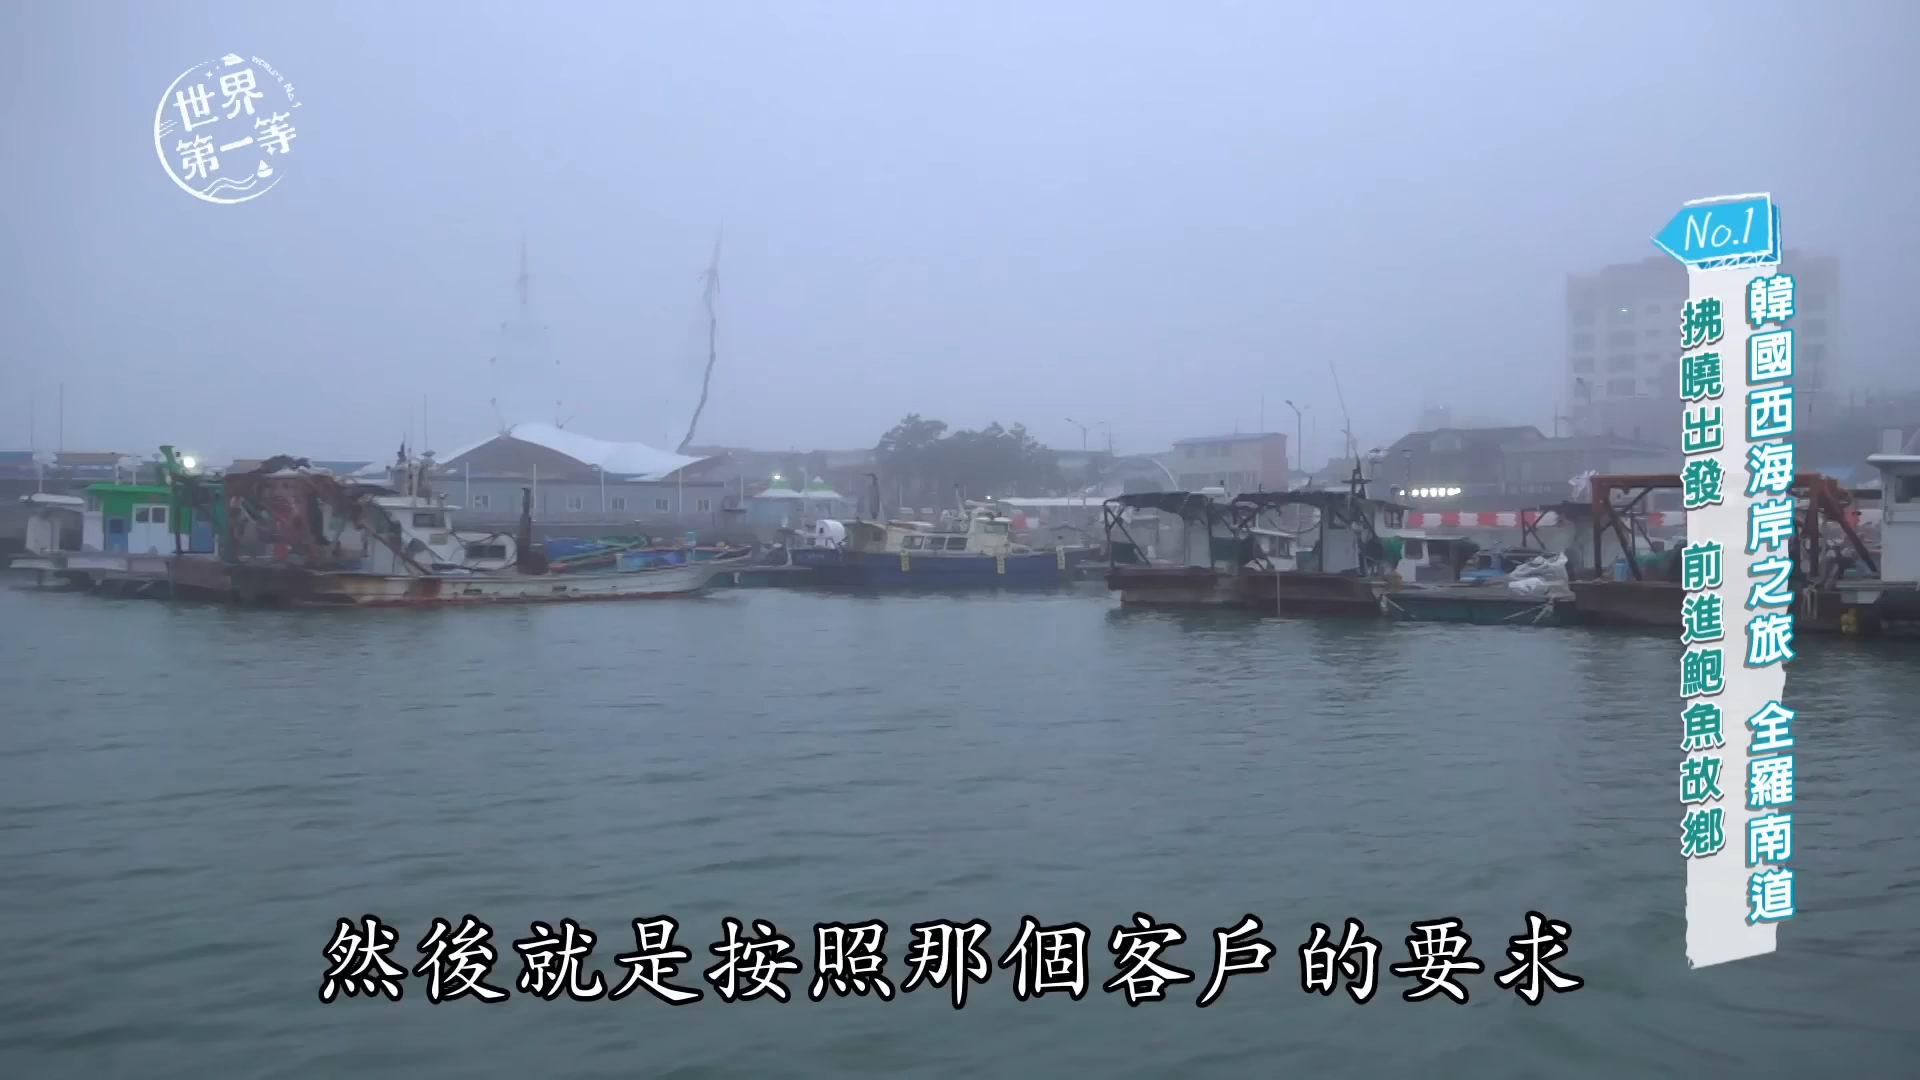 世界
第一等
WORLD'S No.1
No.1
韓國西海岸之旅 全羅南道
拂曉出發 前進鮑魚故鄉
然後就是按照那個客戶的要求